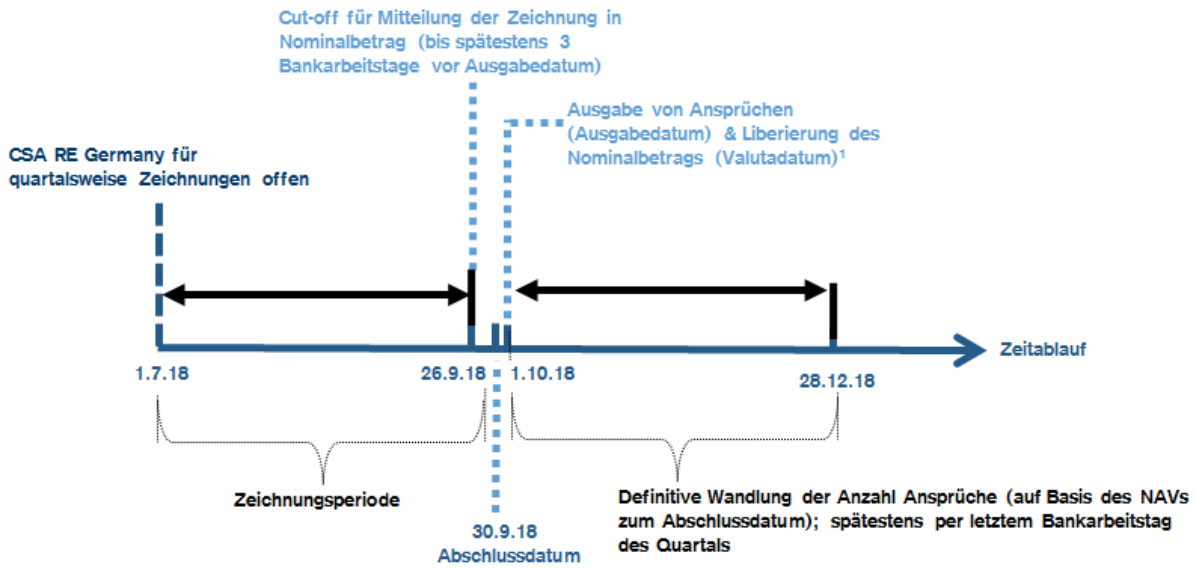 Cut-off für Mitteilung der Zeichnung in
Nominalbetrag (bis spätestens 3
Bankarbeitstage vor Ausgabedatum)
Ausgabe von Ansprüchen
(Ausgabedatum) & Liberierung des
Nominalbetrags (Valutadatum)¹
CSA RE Germany für
quartalsweise Zeichnungen offen
Zeitablauf
1.7.18
26.9.18
1.10.18
28.12.18
Zeichnungsperiode
Definitive Wandlung der Anzahl Ansprüche (auf Basis des NAVs
zum Abschlussdatum); spätestens per letztem Bankarbeitstag
des Quartals
30.9.18
Abschlussdatum